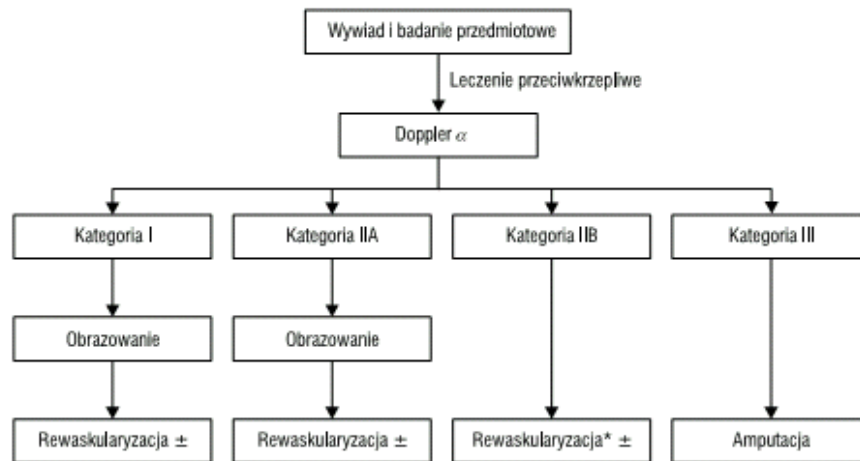 Wywiad i badanie przedmiotowe
Leczenie przeciwkrzepliwe
Doppler α
Kategoria I
Kategoria IIA
Kategoria IIB
Kategoria III
Obrazowanie
Obrazowanie
Rewaskularyzacja ±
Rewaskularyzacja ±
Rewaskularyzacja* ±
Amputacja